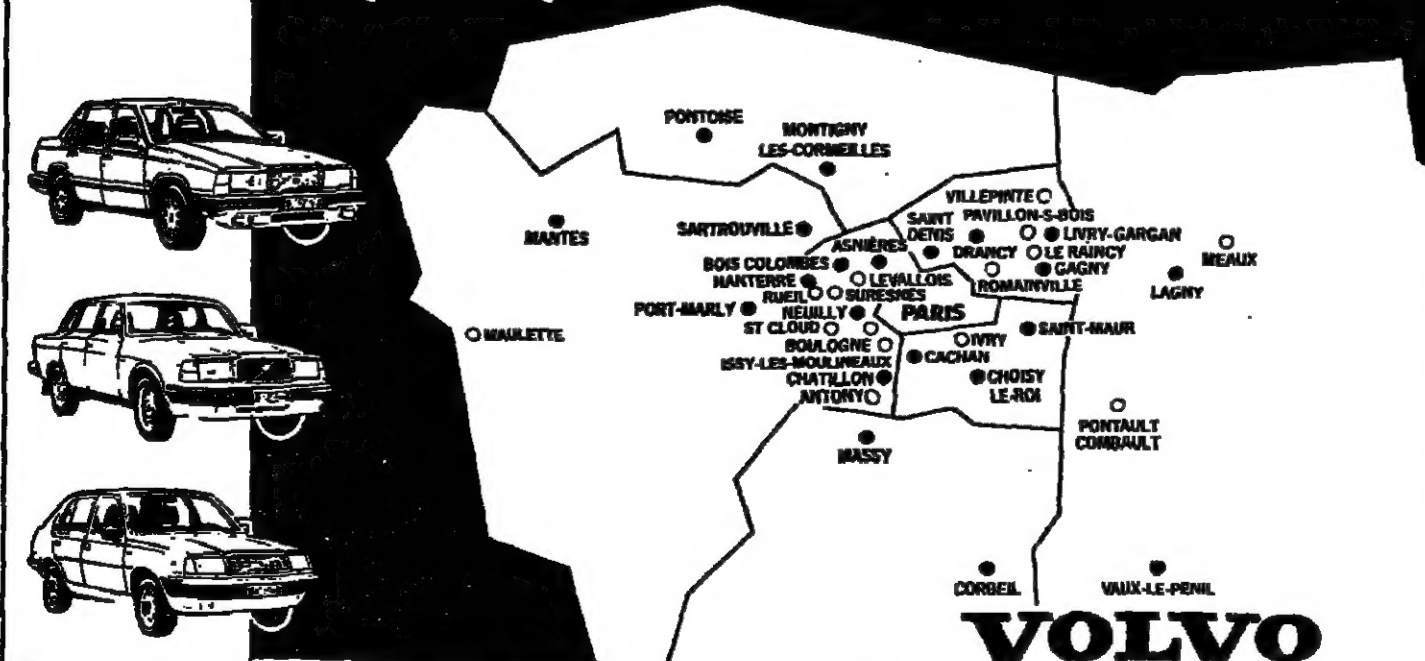 PONTOISE
MONTIGNY
LES-CORMEILLES
VILLEPINTE
PAVILLON-S-BOIS
MANTES
SARTROUVILLE
SAINT
DENIS
LIVRY-GARGAN
ASNIÈRES
DRANCY
LE RAINCY
MEAUX
BOIS COLOMBES
GAGNY
NANTERRE
LEVALLOIS
ROMAINVILLE
LAGNY
RUEIL
SURESNES
PORT-MARLY
NEUILLY
PARIS
MAULETTE
ST CLOUD
SAINT-MAUR
BOULOGNE
IVRY
ISSY-LES-MOULINEAUX
CACHAN
CHATILLON
CHOISY
LE-ROI
ANTONY
PONTAULT
COMBAULT
MASSY
CORBEIL
VAUX-LE-PENIL
VOLVO